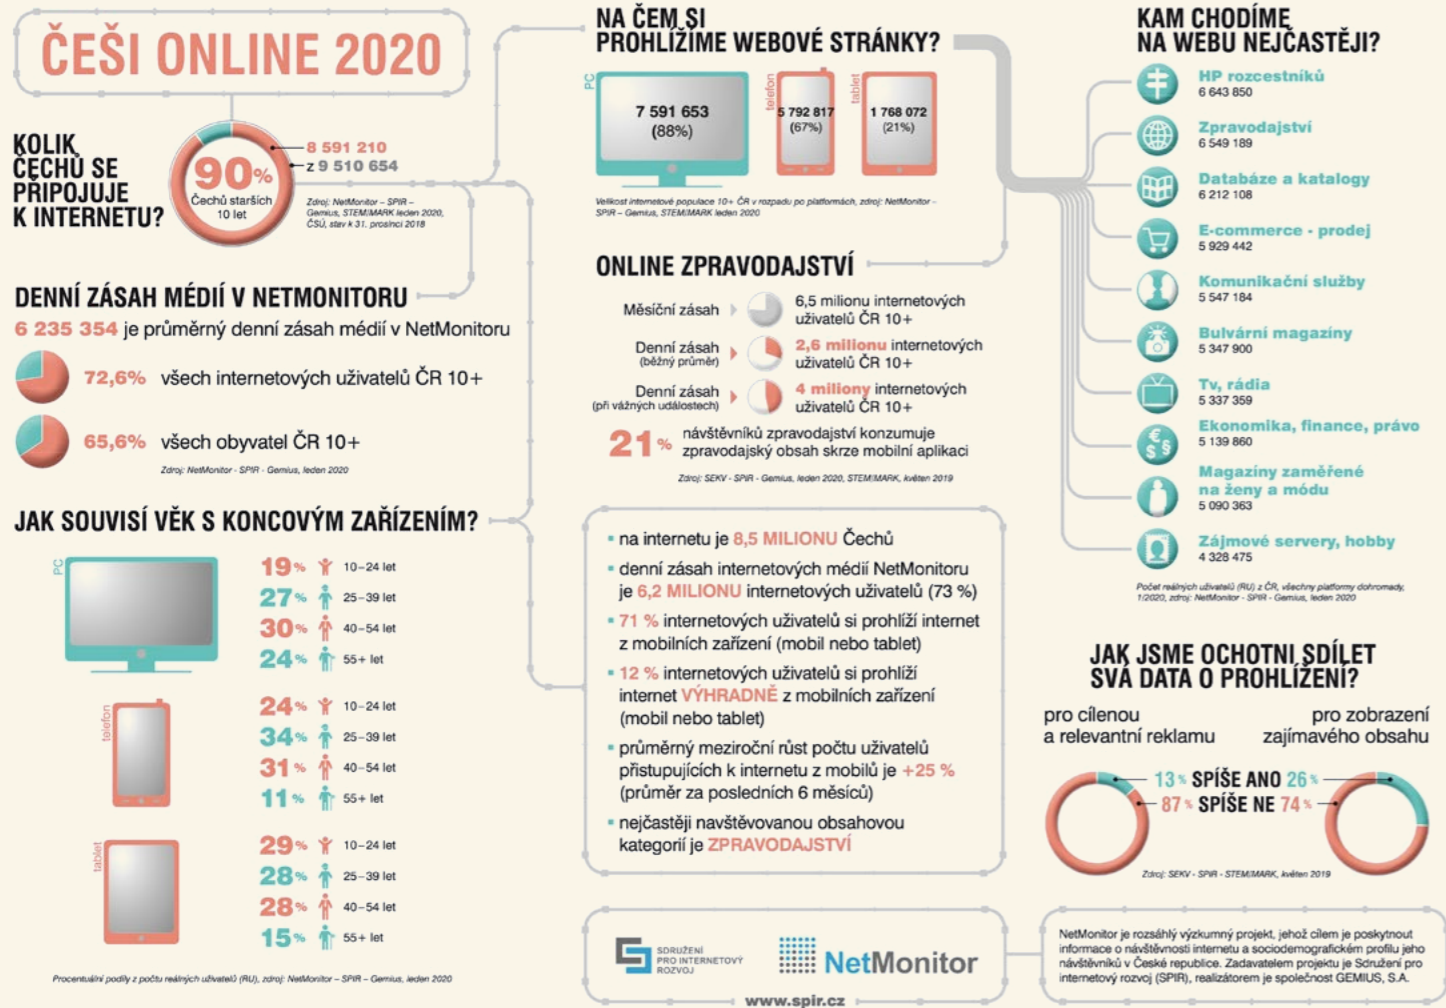 ČEŠI ONLINE 2020
KOLIK
ČECHŮ SE
PŘIPOJUJE
K INTERNETU?
90%
Čechů starších
10 let
8 591 210
z 9 510 654
Zdroj: NetMonitor – SPIR –
Gemius, STEM/MARK leden 2020,
ČSÚ, stav k 31. prosinci 2018
DENNÍ ZÁSAH MÉDIÍ V NETMONITORU
6 235 354 je průměrný denní zásah médií v NetMonitoru
72,6% všech internetových uživatelů ČR 10+
65,6% všech obyvatel ČR 10+
Zdroj: NetMonitor - SPIR - Gemius, leden 2020
JAK SOUVISÍ VĚK S KONCOVÝM ZAŘÍZENÍM?
PC
19% 10–24 let
27% 25–39 let
30% 40–54 let
24% 55+ let
telefon
24% 10–24 let
34% 25–39 let
31% 40–54 let
11% 55+ let
tablet
29% 10–24 let
28% 25–39 let
28% 40–54 let
15% 55+ let
Procentuální podíly z počtu reálných uživatelů (RU), zdroj: NetMonitor – SPIR – Gemius, leden 2020
NA ČEM SI
PROHLÍŽÍME WEBOVÉ STRÁNKY?
PC
7 591 653
(88%)
telefon
5 792 817
(67%)
tablet
1 768 072
(21%)
Velikost internetové populace 10+ ČR v rozpadu po platformách, zdroj: NetMonitor –
SPIR – Gemius, STEM/MARK leden 2020
ONLINE ZPRAVODAJSTVÍ
Měsíční zásah
6,5 milionu internetových
uživatelů ČR 10+
Denní zásah
(běžný průměr)
2,6 milionu internetových
uživatelů ČR 10+
Denní zásah
(při vážných událostech)
4 miliony internetových
uživatelů ČR 10+
21% návštěvníků zpravodajství konzumuje
zpravodajský obsah skrze mobilní aplikaci
Zdroj: SEKV - SPIR - Gemius, leden 2020, STEM/MARK, květen 2019
▪ na internetu je 8,5 MILIONU Čechů
▪ denní zásah internetových médií NetMonitoru
je 6,2 MILIONU internetových uživatelů (73 %)
▪ 71 % internetových uživatelů si prohlíží internet
z mobilních zařízení (mobil nebo tablet)
▪ 12 % internetových uživatelů si prohlíží
internet VÝHRADNĚ z mobilních zařízení
(mobil nebo tablet)
▪ průměrný meziroční růst počtu uživatelů
přistupujících k internetu z mobilů je +25 %
(průměr za posledních 6 měsíců)
▪ nejčastěji navštěvovanou obsahovou
kategorií je ZPRAVODAJSTVÍ
SDRUŽENÍ
PRO INTERNETOVÝ
ROZVOJ
NetMonitor
www.spir.cz
KAM CHODÍME
NA WEBU NEJČASTĚJI?
HP rozcestníků
6 643 850
Zpravodajství
6 549 189
Databáze a katalogy
6 212 108
E-commerce - prodej
5 929 442
Komunikační služby
5 547 184
Bulvární magazíny
5 347 900
Tv, rádia
5 337 359
Ekonomika, finance, právo
5 139 860
Magazíny zaměřené
na ženy a módu
5 090 363
Zájmové servery, hobby
4 328 475
Počet reálných uživatelů (RU) z ČR, všechny platformy dohromady,
1/2020, zdroj: NetMonitor - SPIR - Gemius, leden 2020
JAK JSME OCHOTNI SDÍLET
SVÁ DATA O PROHLÍŽENÍ?
pro cílenou
a relevantní reklamu
pro zobrazení
zajímavého obsahu
13% SPÍŠE ANO 26%
87% SPÍŠE NE 74%
Zdroj: SEKV - SPIR - STEM/MARK, květen 2019
NetMonitor je rozsáhlý výzkumný projekt, jehož cílem je poskytnout
informace o návštěvnosti internetu a sociodemografickém profilu jeho
návštěvníků v České republice. Zadavatelem projektu je Sdružení pro
internetový rozvoj (SPIR), realizátorem je společnost GEMIUS, S.A.